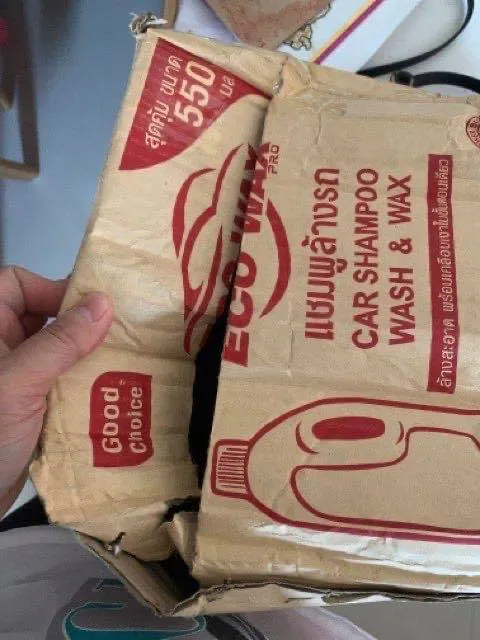 สุดคุ้ม ขนาด
550 มล
ECO WAX
PRO
แชมพูล้างรถ
CAR SHAMPOO
WASH & WAX
ล้างสะอาด พร้อมเคลือบเงาในขั้นตอนเดียว
Good
Choice